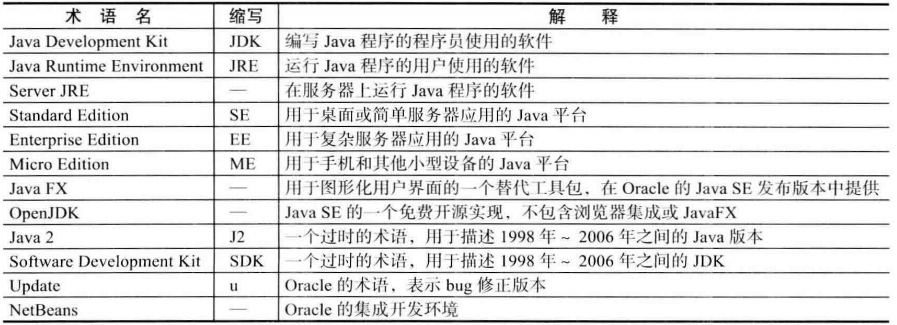 术 语 名 缩写 解 释
Java Development Kit JDK 编写 Java 程序的程序员使用的软件
Java Runtime Environment JRE 运行 Java 程序的用户使用的软件
Server JRE — 在服务器上运行 Java 程序的软件
Standard Edition SE 用于桌面或简单服务器应用的 Java 平台
Enterprise Edition EE 用于复杂服务器应用的 Java 平台
Micro Edition ME 用于手机和其他小型设备的 Java 平台
Java FX — 用于图形化用户界面的一个替代工具包，在 Oracle 的 Java SE 发布版本中提供
OpenJDK — Java SE 的一个免费开源实现，不包含浏览器集成或 JavaFX
Java 2 J2 一个过时的术语，用于描述 1998 年 ~ 2006 年之间的 Java 版本
Software Development Kit SDK 一个过时的术语，用于描述 1998 年 ~ 2006 年之间的 JDK
Update u Oracle 的术语，表示 bug 修正版本
NetBeans — Oracle 的集成开发环境